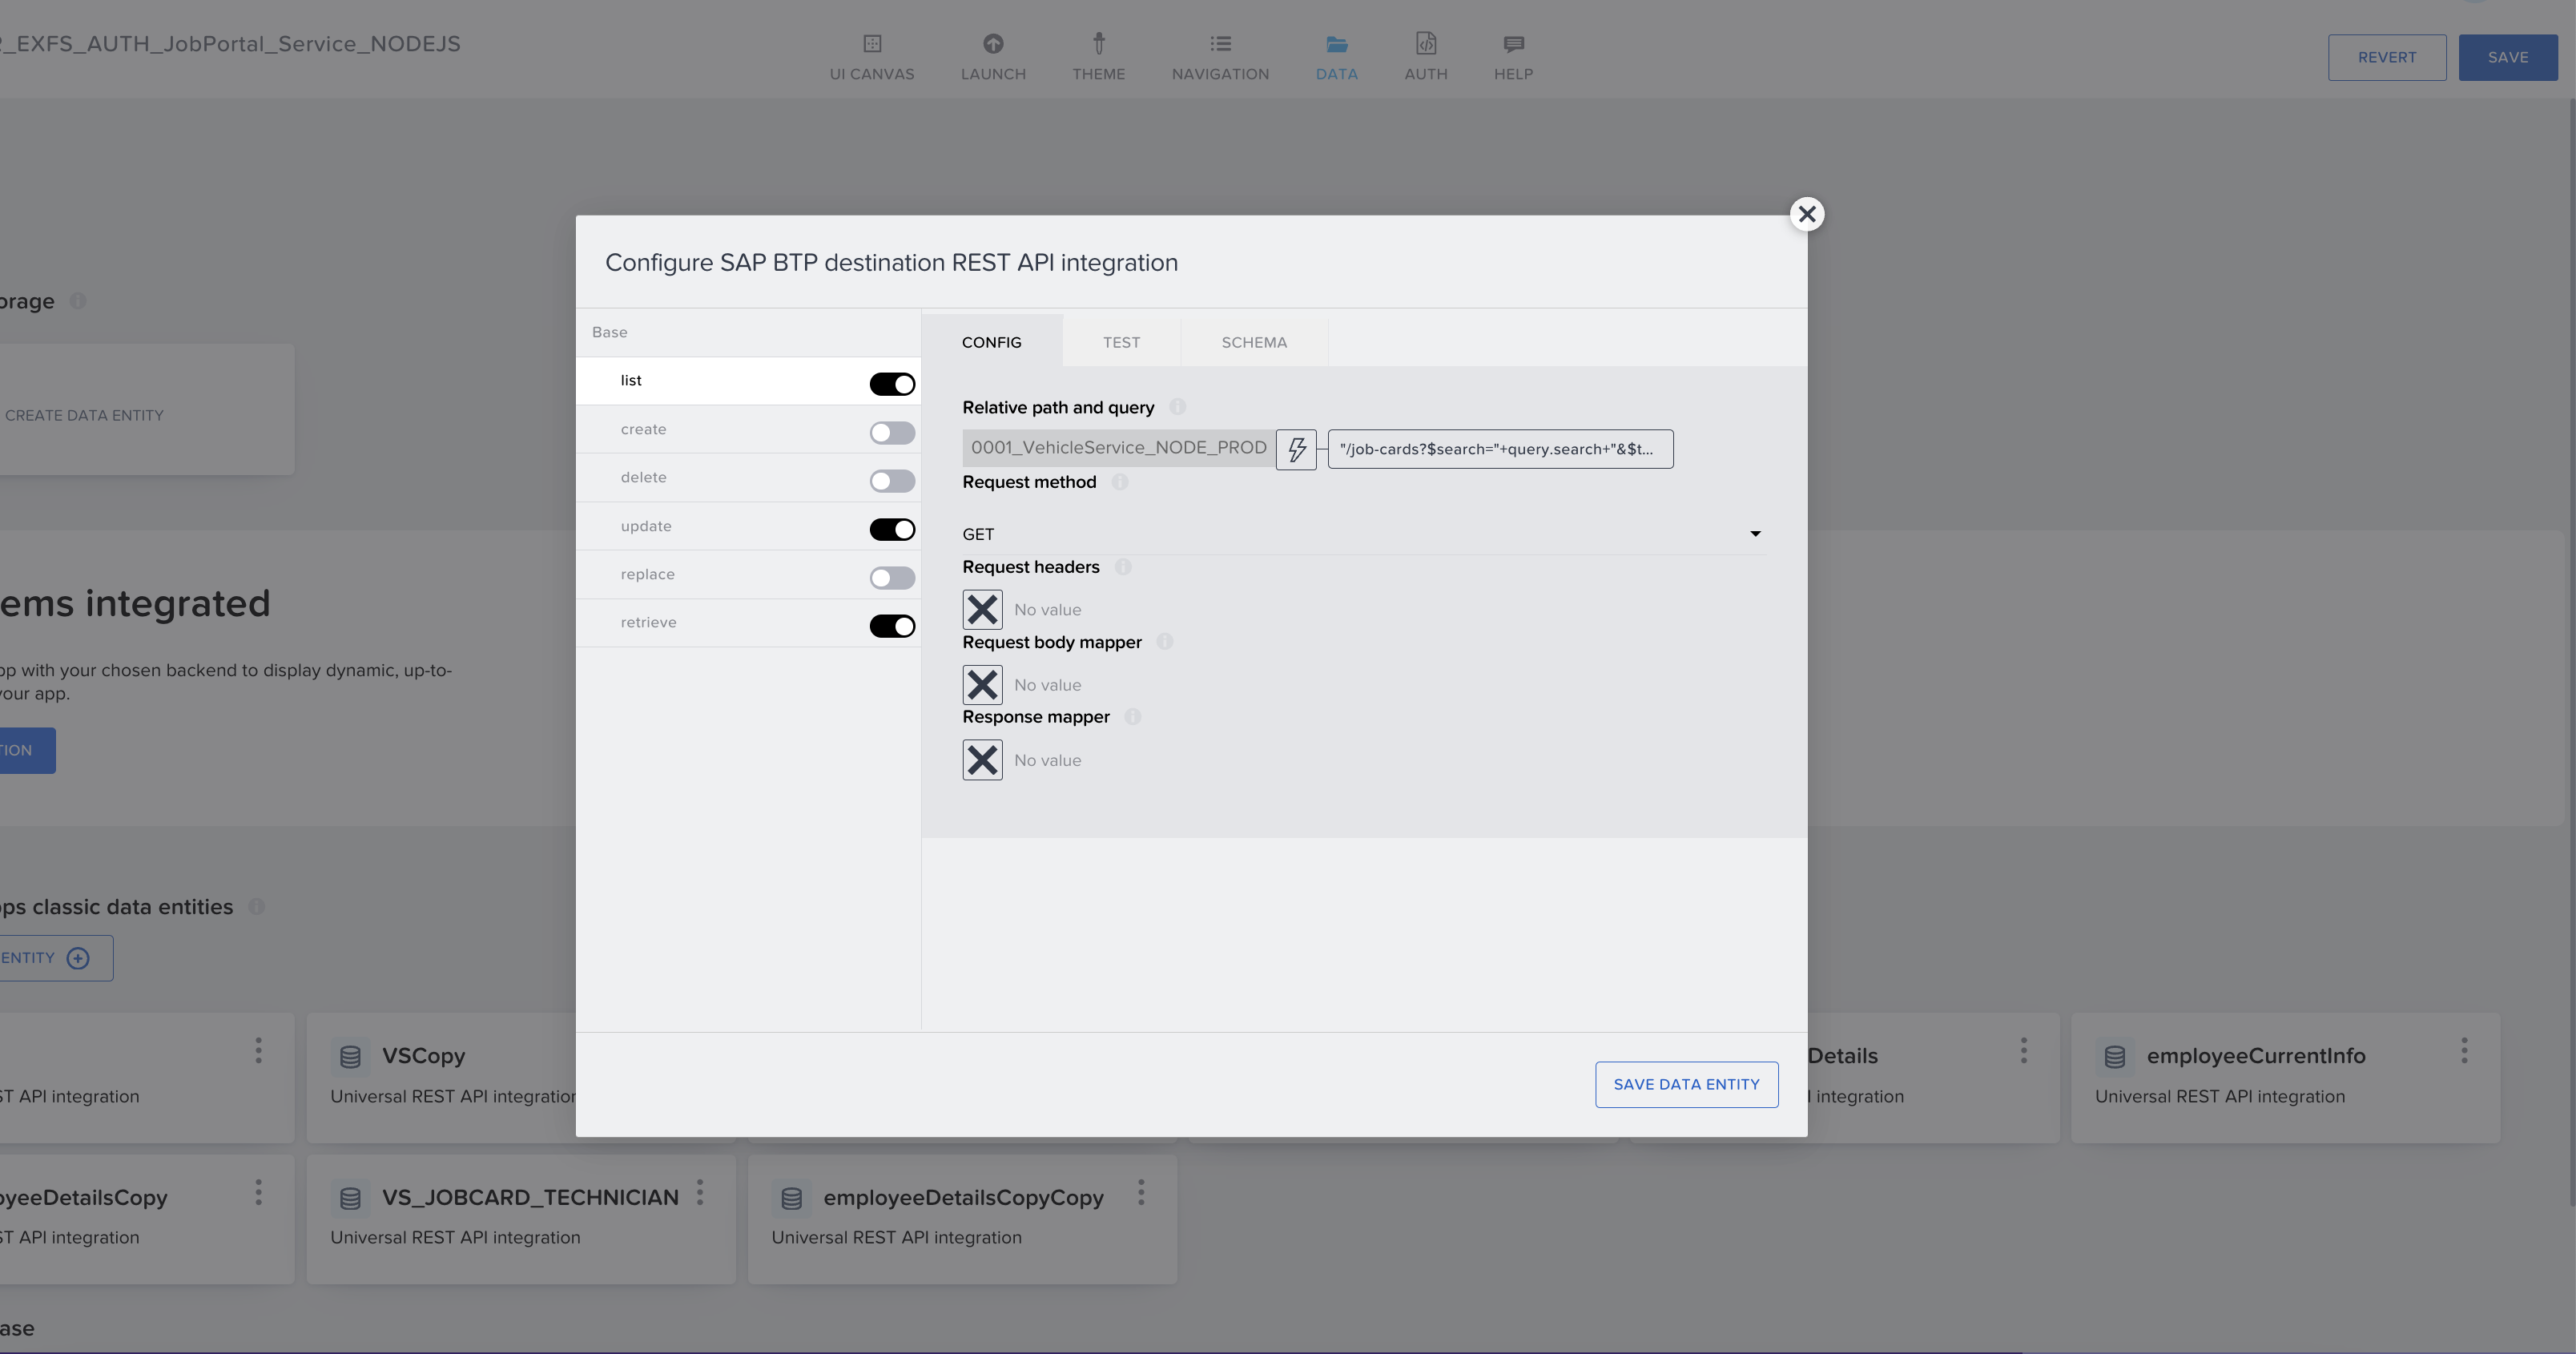 _EXFS_AUTH_JobPortal_Service_NODEJS
UI CANVAS
LAUNCH
THEME
NAVIGATION
DATA
AUTH
HELP
REVERT
SAVE
orage
CREATE DATA ENTITY
ems integrated
pp with your chosen backend to display dynamic, up-to-
your app.
TION
pps classic data entities
ENTITY
Configure SAP BTP destination REST API integration
Base
list
create
delete
update
replace
retrieve
CONFIG
TEST
SCHEMA
Relative path and query
0001_VehicleService_NODE_PROD
"/job-cards?$search="+query.search+"&$t...
Request method
GET
Request headers
No value
Request body mapper
No value
Response mapper
No value
SAVE DATA ENTITY
ST API integration
VSCopy
Universal REST API integration
Details
I integration
employeeCurrentInfo
Universal REST API integration
oyeeDetailsCopy
ST API integration
VS_JOBCARD_TECHNICIAN
Universal REST API integration
employeeDetailsCopyCopy
Universal REST API integration
ase